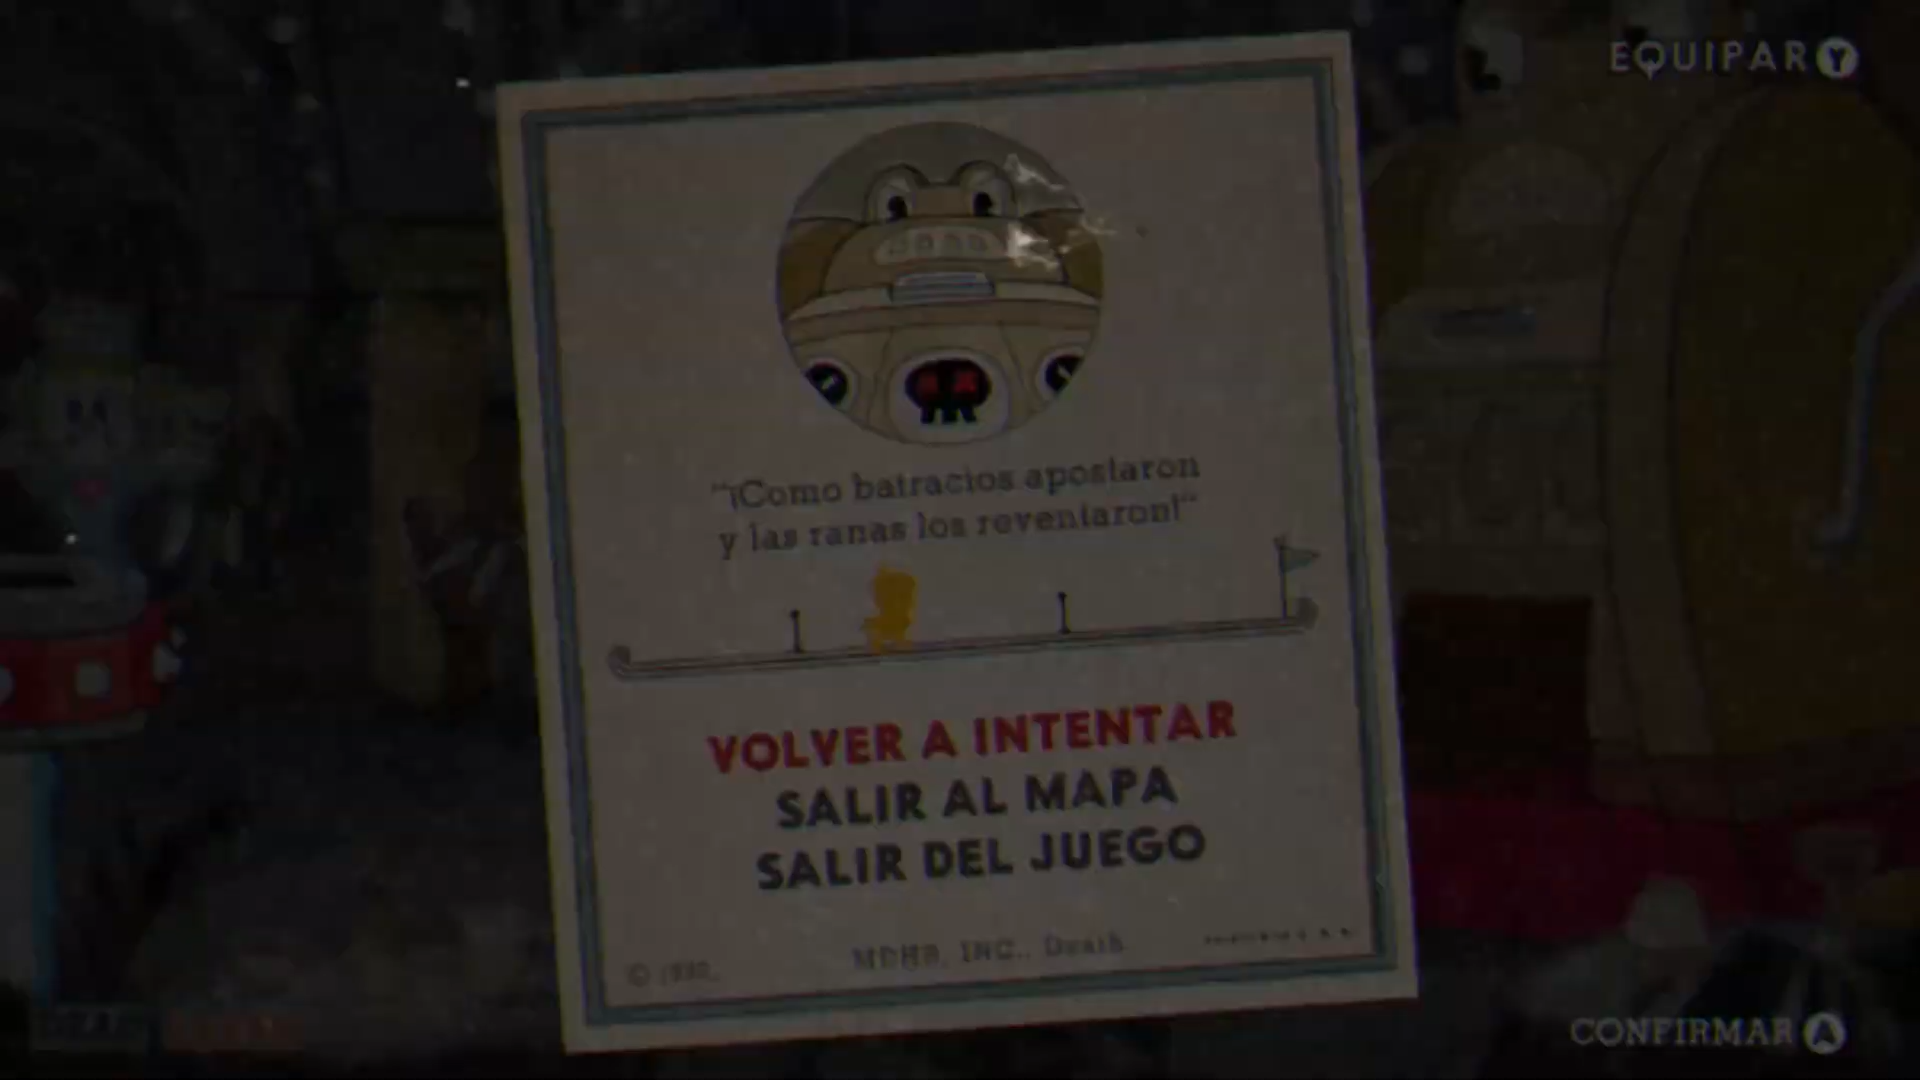 EQUIPAR Y
"¡Como batracios apostaron
y las ranas los reventaron!"
VOLVER A INTENTAR
SALIR AL MAPA
SALIR DEL JUEGO
MDHR, INC., Death
CONFIRMAR A